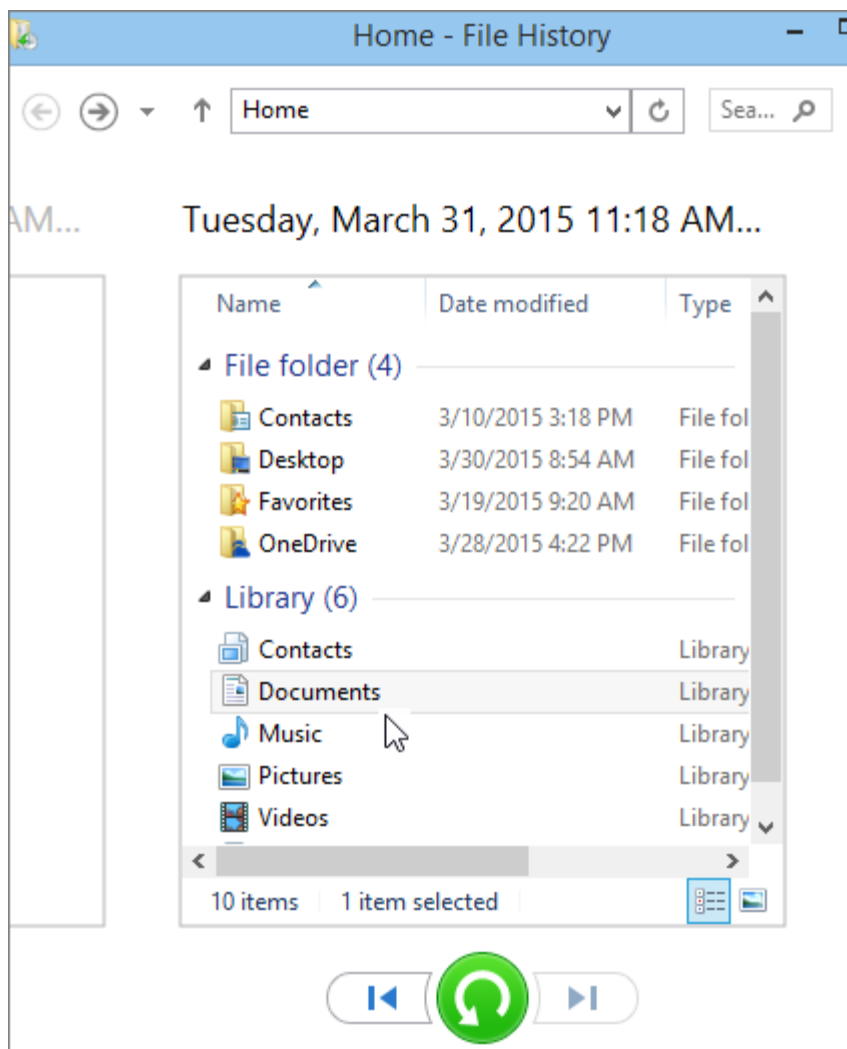 Home - File History
Home
Sea...
AM...
Tuesday, March 31, 2015 11:18 AM...
Name Date modified Type
File folder (4)
Contacts 3/10/2015 3:18 PM File fol
Desktop 3/30/2015 8:54 AM File fol
Favorites 3/19/2015 9:20 AM File fol
OneDrive 3/28/2015 4:22 PM File fol
Library (6)
Contacts Library
Documents Library
Music Library
Pictures Library
Videos Library
10 items 1 item selected